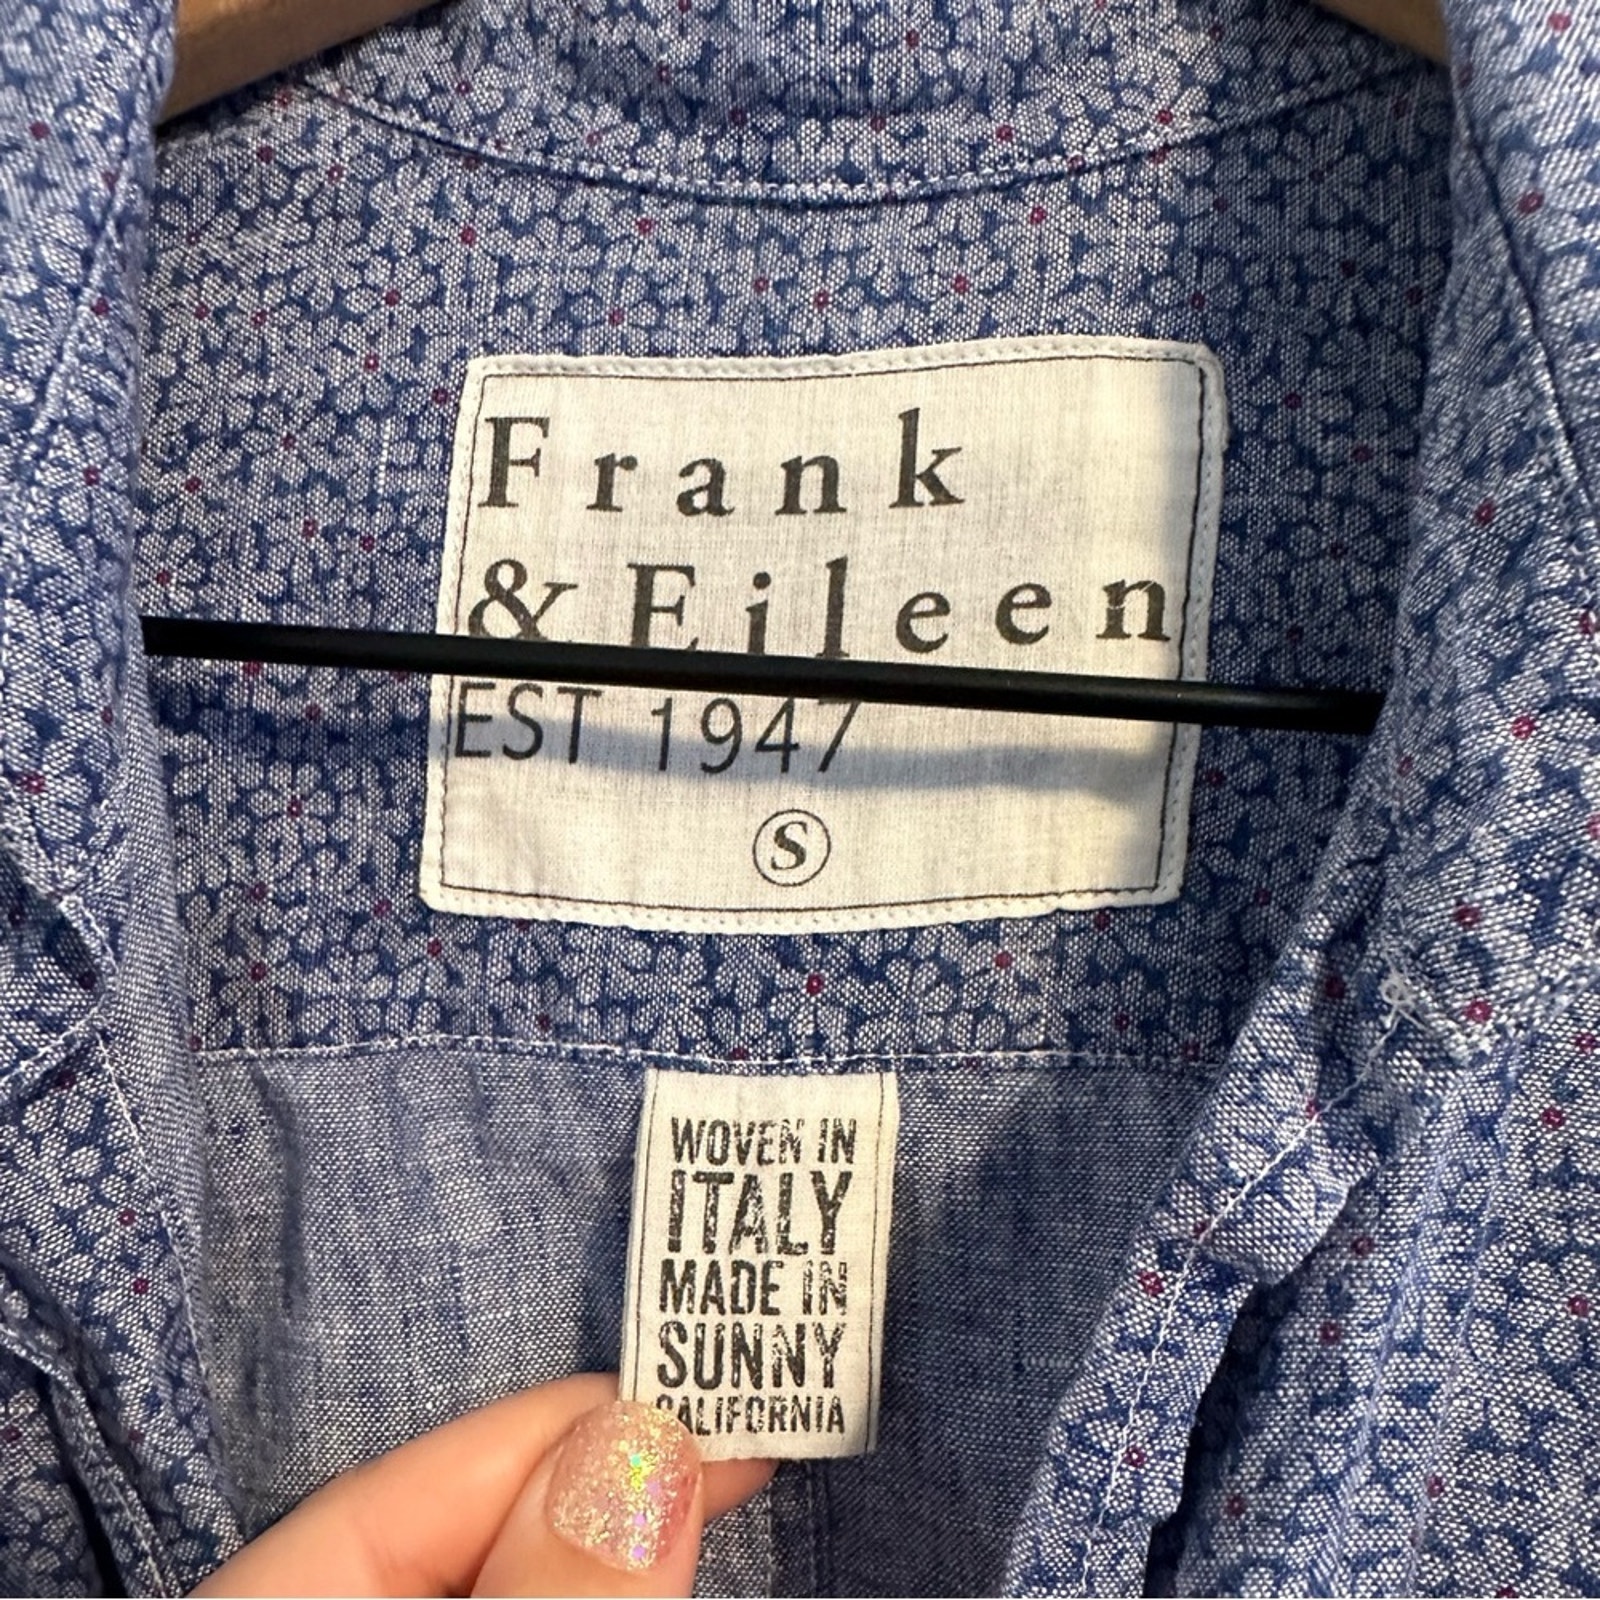 Frank
& Eileen
EST 1947
S
WOVEN IN
ITALY
MADE IN
SUNNY
CALIFORNIA